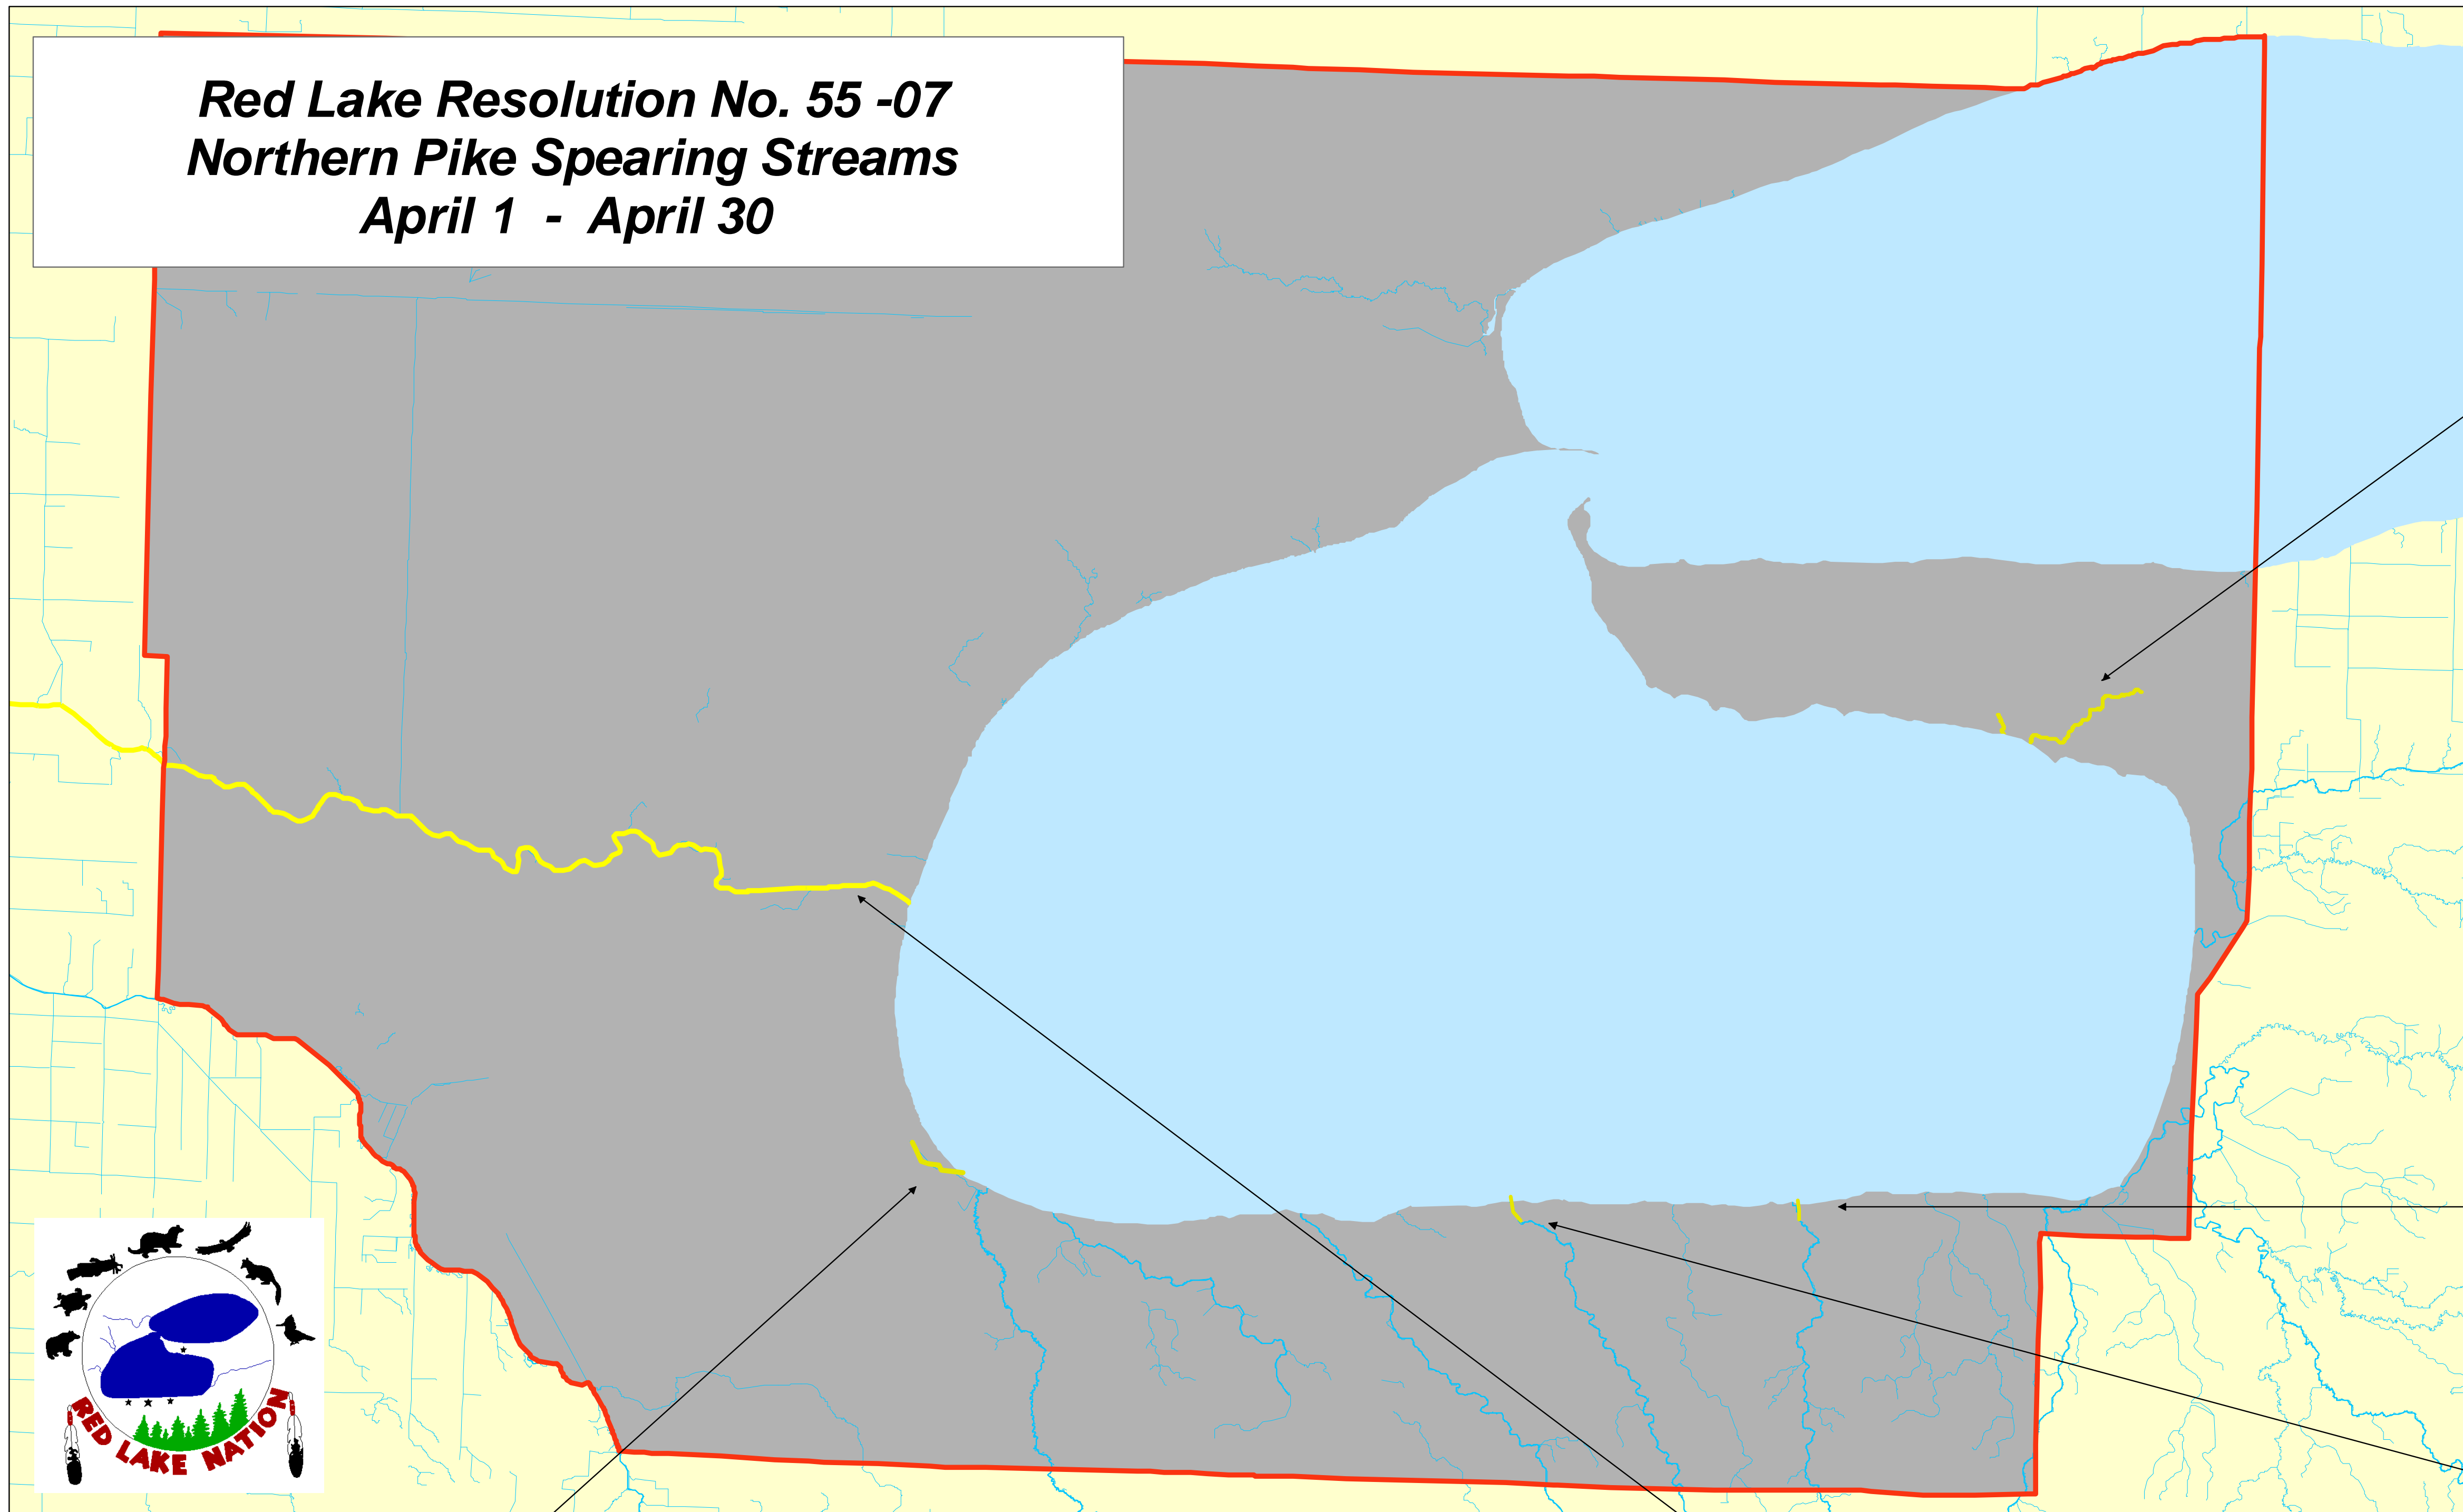 Red Lake Resolution No. 55 -07
Northern Pike Spearing Streams
April 1 - April 30
RED LAKE NATION